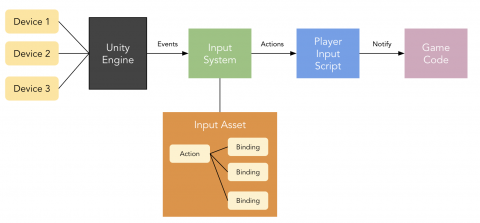 Device 1
Device 2
Device 3
Unity
Engine
Events
Input
System
Actions
Player
Input
Script
Notify
Game
Code
Input Asset
Action
Binding
Binding
Binding